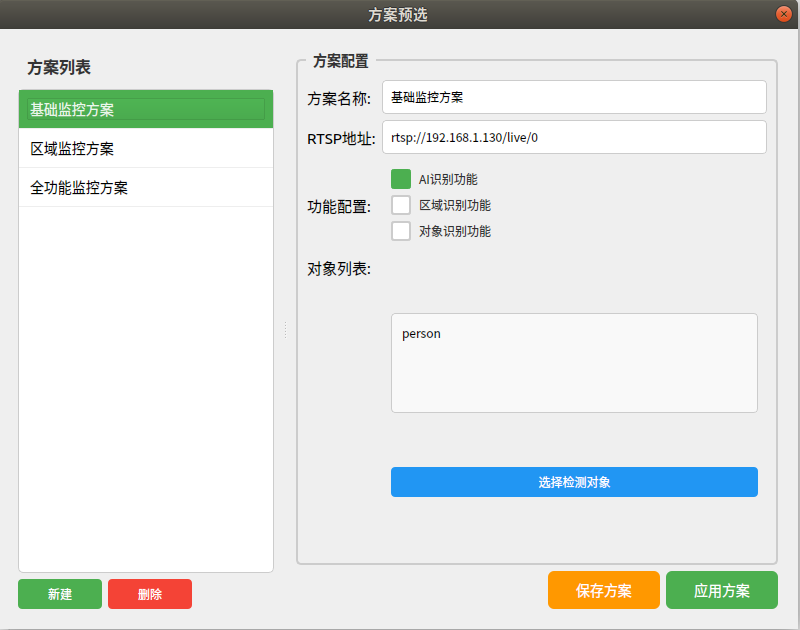 方案预选
方案列表
基础监控方案
区域监控方案
全功能监控方案
新建
删除
方案配置
方案名称:
基础监控方案
RTSP地址:
rtsp://192.168.1.130/live/0
功能配置:
AI识别功能
区域识别功能
对象识别功能
对象列表:
person
选择检测对象
保存方案
应用方案